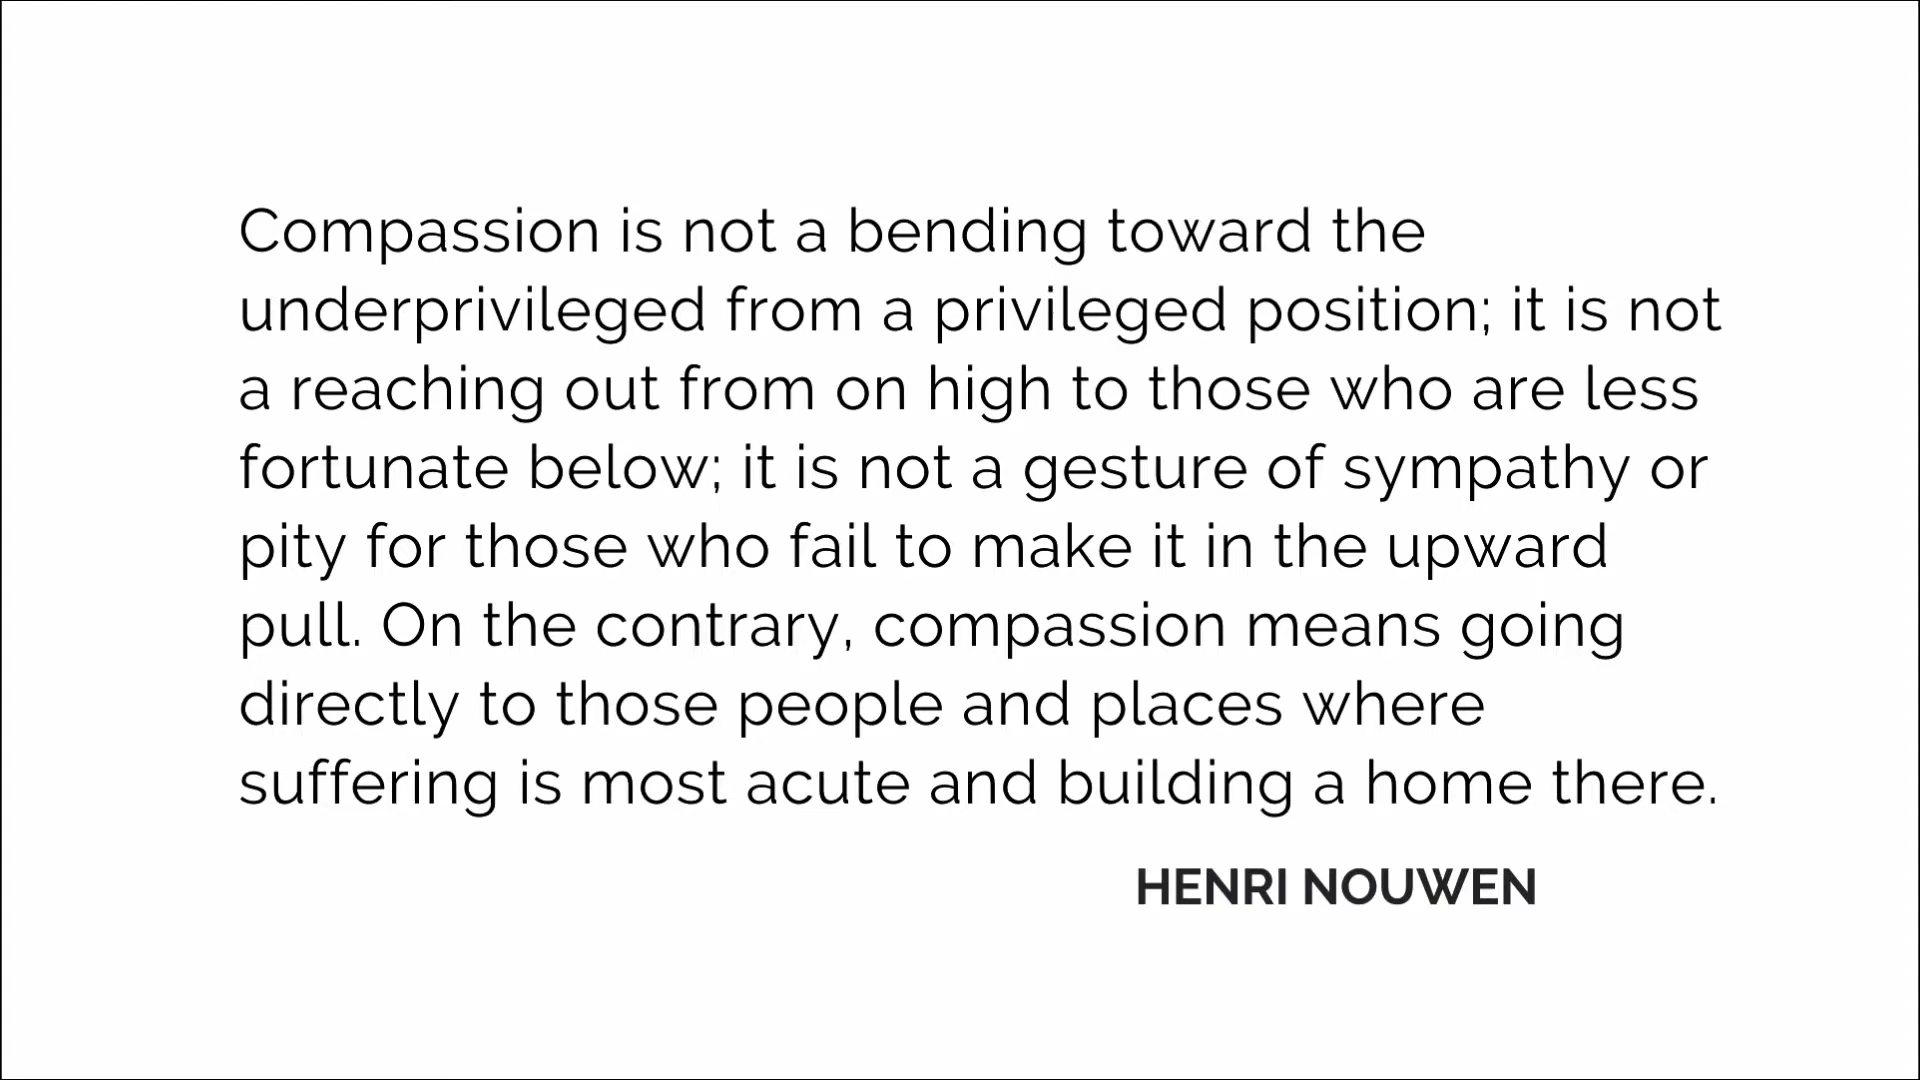 Compassion is not a bending toward the
underprivileged from a privileged position; it is not
a reaching out from on high to those who are less
fortunate below; it is not a gesture of sympathy or
pity for those who fail to make it in the upward
pull. On the contrary, compassion means going
directly to those people and places where
suffering is most acute and building a home there.
HENRI NOUWEN